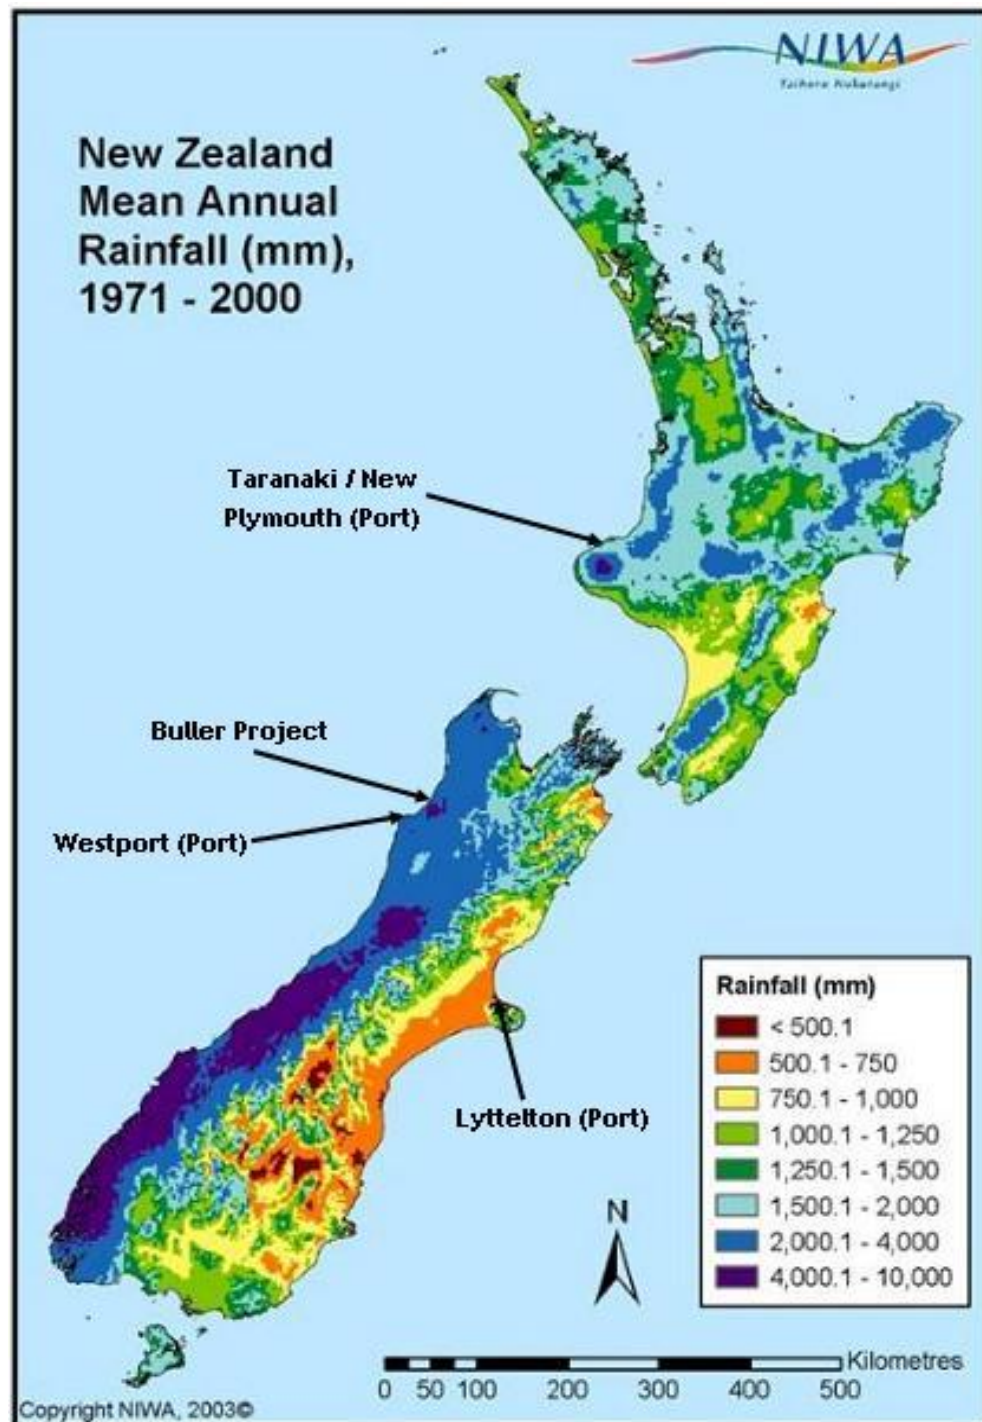 NIWA
Taihoro Nukurangi
New Zealand
Mean Annual
Rainfall (mm),
1971 - 2000
Taranaki / New
Plymouth (Port)
Buller Project
Westport (Port)
Lyttelton (Port)
Rainfall (mm)
< 500.1
500.1 - 750
750.1 - 1,000
1,000.1 - 1,250
1,250.1 - 1,500
1,500.1 - 2,000
2,000.1 - 4,000
4,000.1 - 10,000
N
Kilometres
0 50 100 200 300 400 500
Copyright NIWA, 2003©